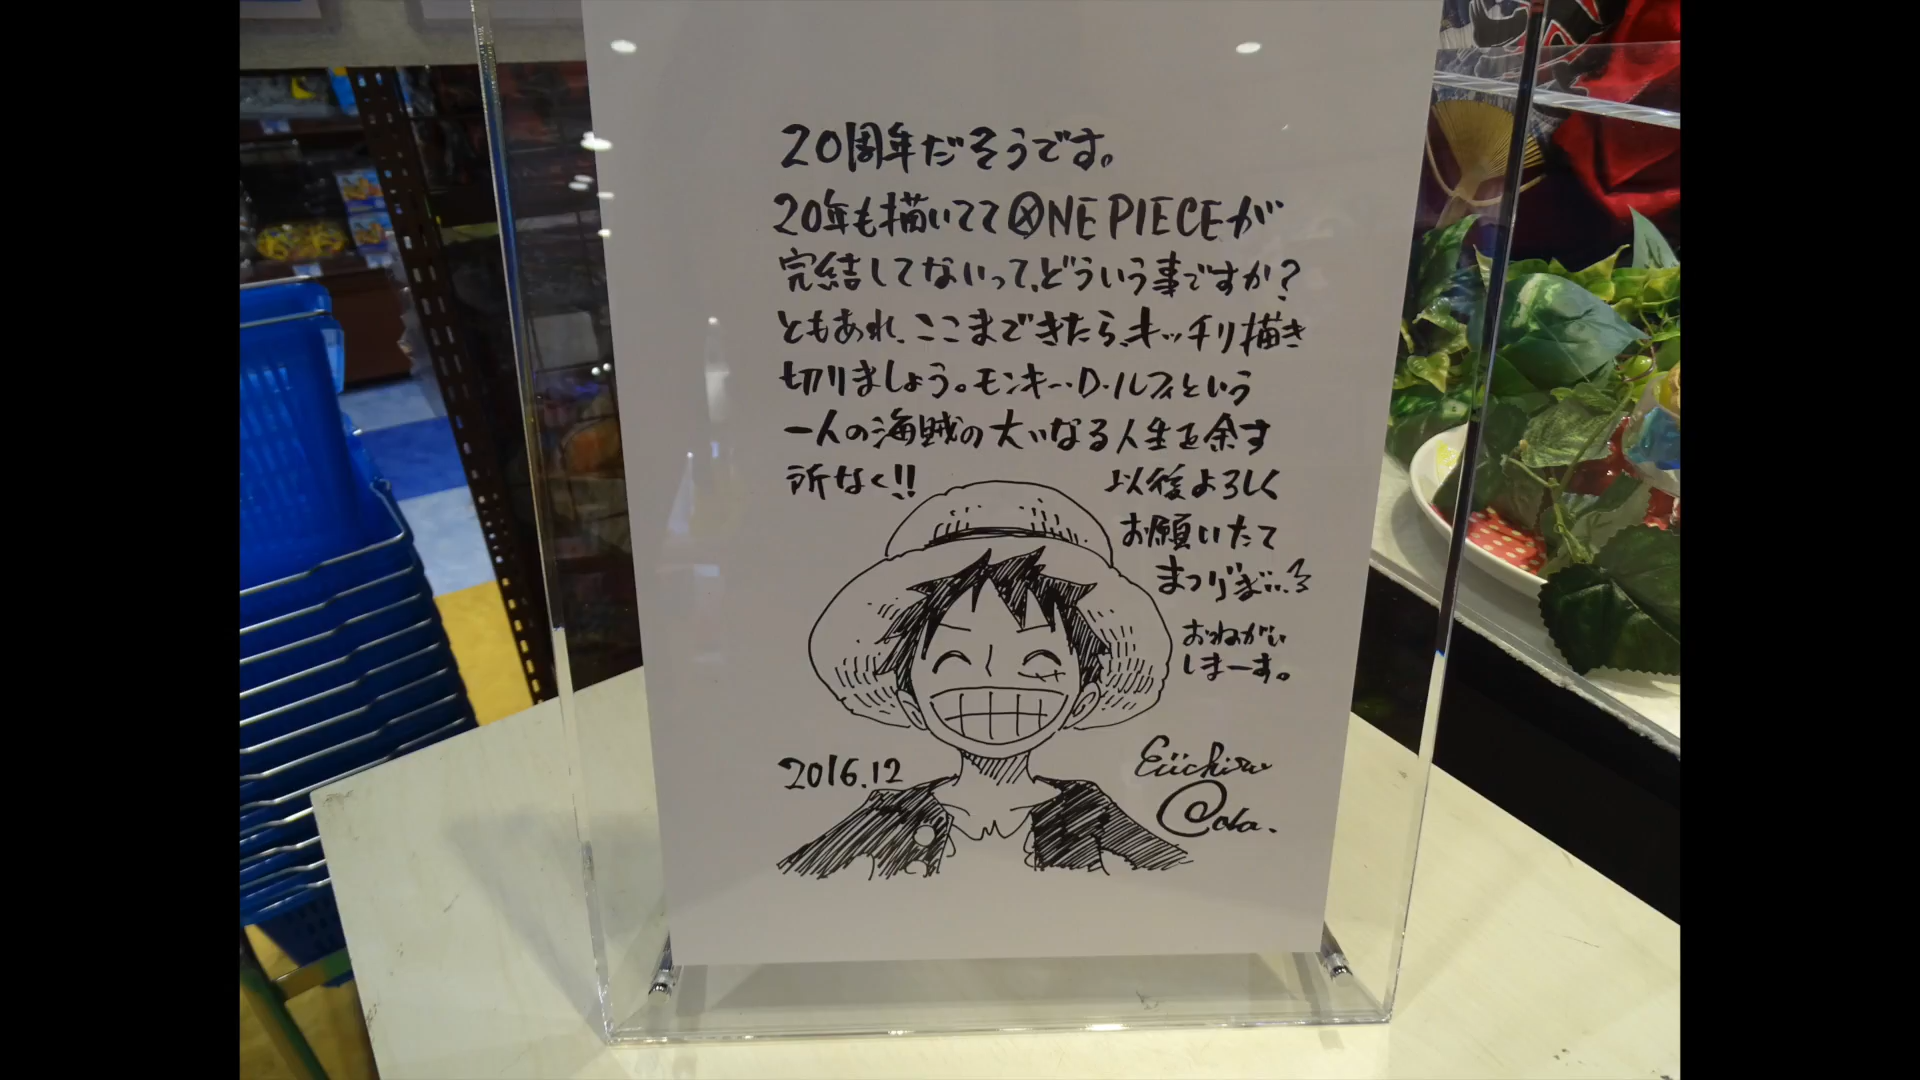 20周年だそうです。
20年も描いてて ONE PIECEが
完結してないって、どういう事ですか?
ともあれ、ここまできたら、キッチリ描き
切りましょう。モンキー・D・ルフィという
一人の海賊の大いなる人生を余す
所なく!!
以後よろしく
お願いたて
まつりまぁ…す
おねがい
しまーす。
2016.12
Eiichiro
Oda.